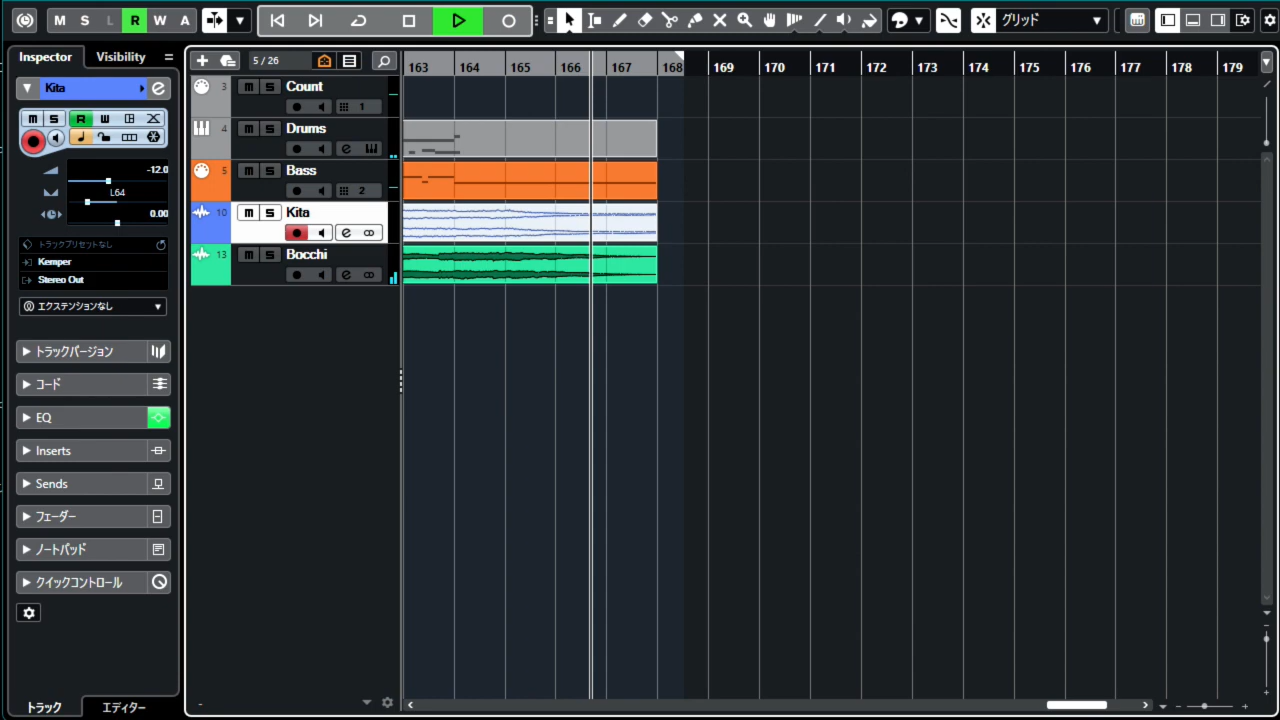 M S L R W A グリッド
Inspector Visibility
5 / 26
163 164 165 166 167 168 169 170 171 172 173 174 175 176 177 178 179
Kita
3 m S Count
1
M S R W
4 m S Drums
e
5 m S Bass
2
-12.0
L64
0.00
10 m S Kita
e
トラックプリセットなし
Kemper
Stereo Out
13 m S Bocchi
e
エクステンションなし
トラックバージョン
コード
EQ
Inserts
Sends
フェーダー
ノートパッド
クイックコントロール
トラック エディター